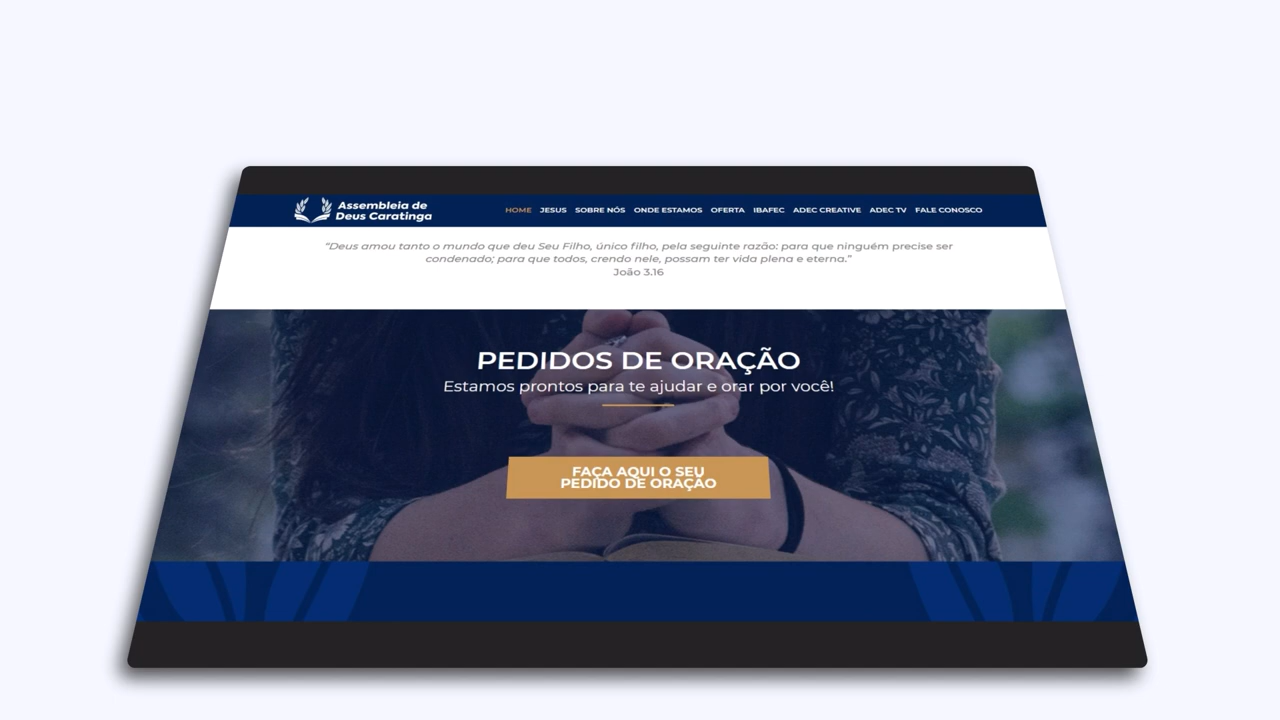 Assembleia de
Deus Caratinga
HOME JESUS SOBRE NÓS ONDE ESTAMOS OFERTA IBAFEC ADEC CREATIVE ADEC TV FALE CONOSCO
“Deus amou tanto o mundo que deu Seu Filho, único filho, pela seguinte razão: para que ninguém precise ser
condenado; para que todos, crendo nele, possam ter vida plena e eterna.”
João 3.16
PEDIDOS DE ORAÇÃO
Estamos prontos para te ajudar e orar por você!
FAÇA AQUI O SEU
PEDIDO DE ORAÇÃO